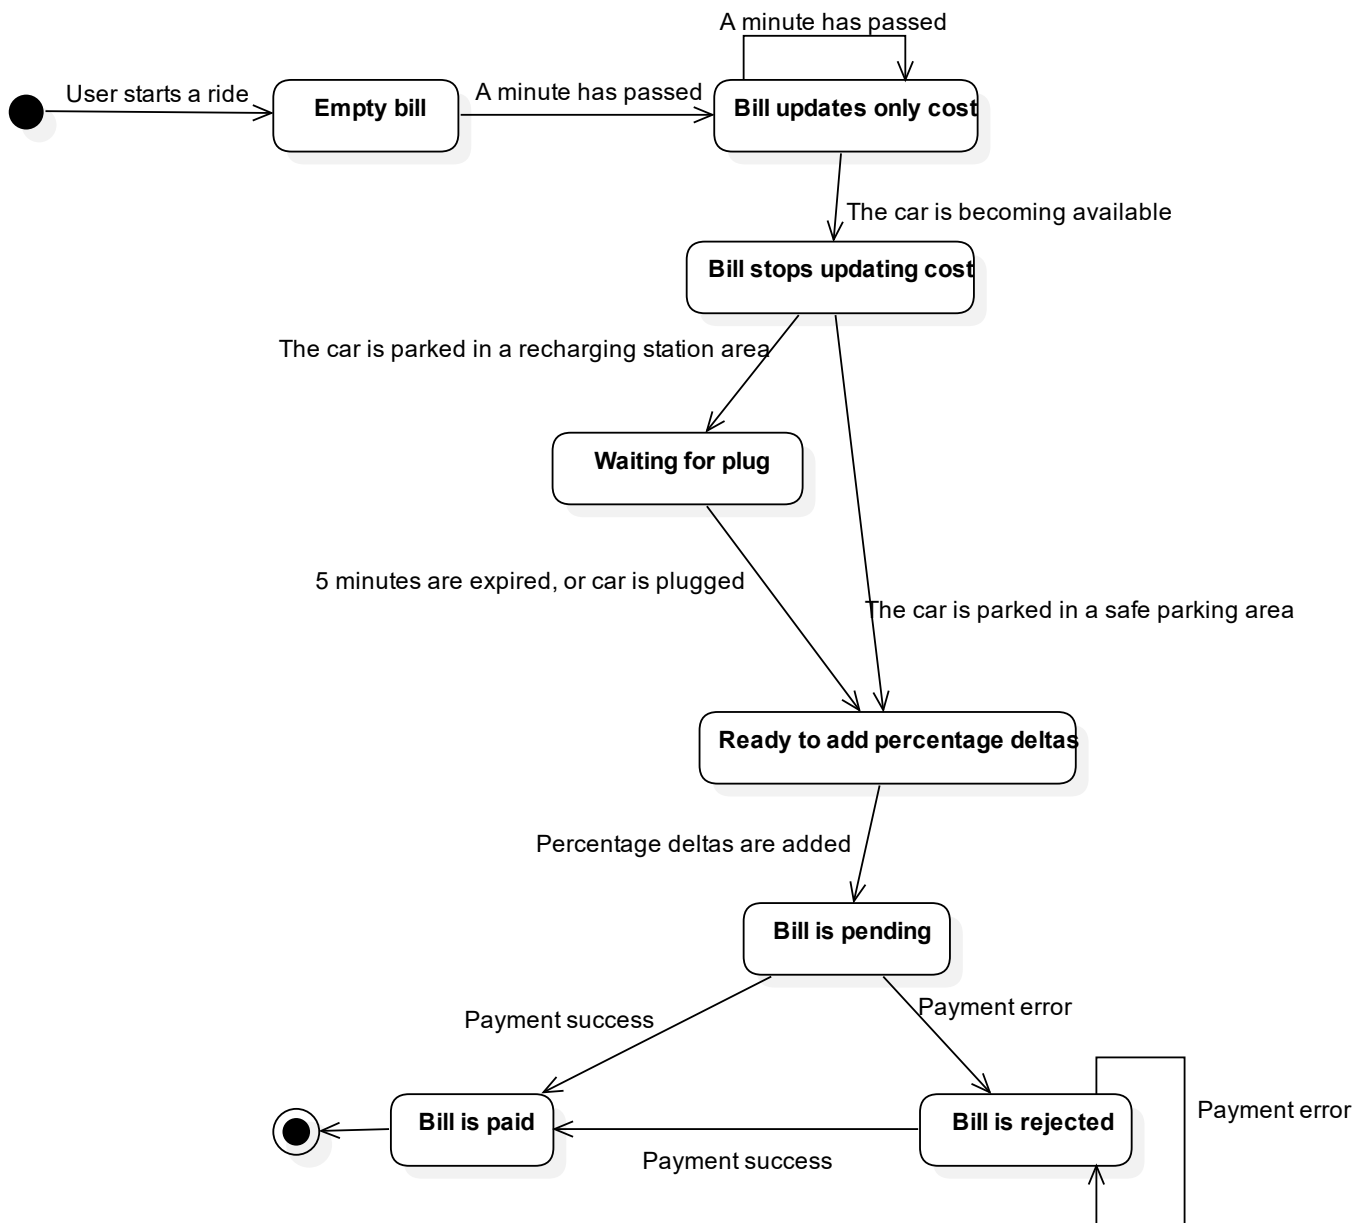 A minute has passed
User starts a ride
Empty bill
A minute has passed
Bill updates only cost
The car is becoming available
Bill stops updating cost
The car is parked in a recharging station area
Waiting for plug
5 minutes are expired, or car is plugged
The car is parked in a safe parking area
Ready to add percentage deltas
Percentage deltas are added
Bill is pending
Payment success
Payment error
Bill is paid
Bill is rejected
Payment error
Payment success